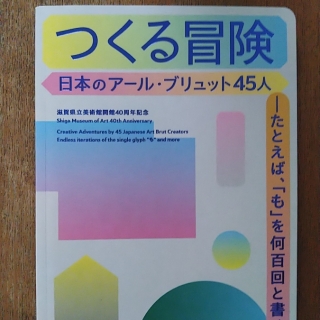 つくる冒険
日本のアール・ブリュット45人
―たとえば、「も」を何百回と書
滋賀県立美術館開館40周年記念
Shiga Museum of Art 40th Anniversary
Creative Adventures by 45 Japanese Art Brut Creators
Endless iterations of the single glyph "も" and more